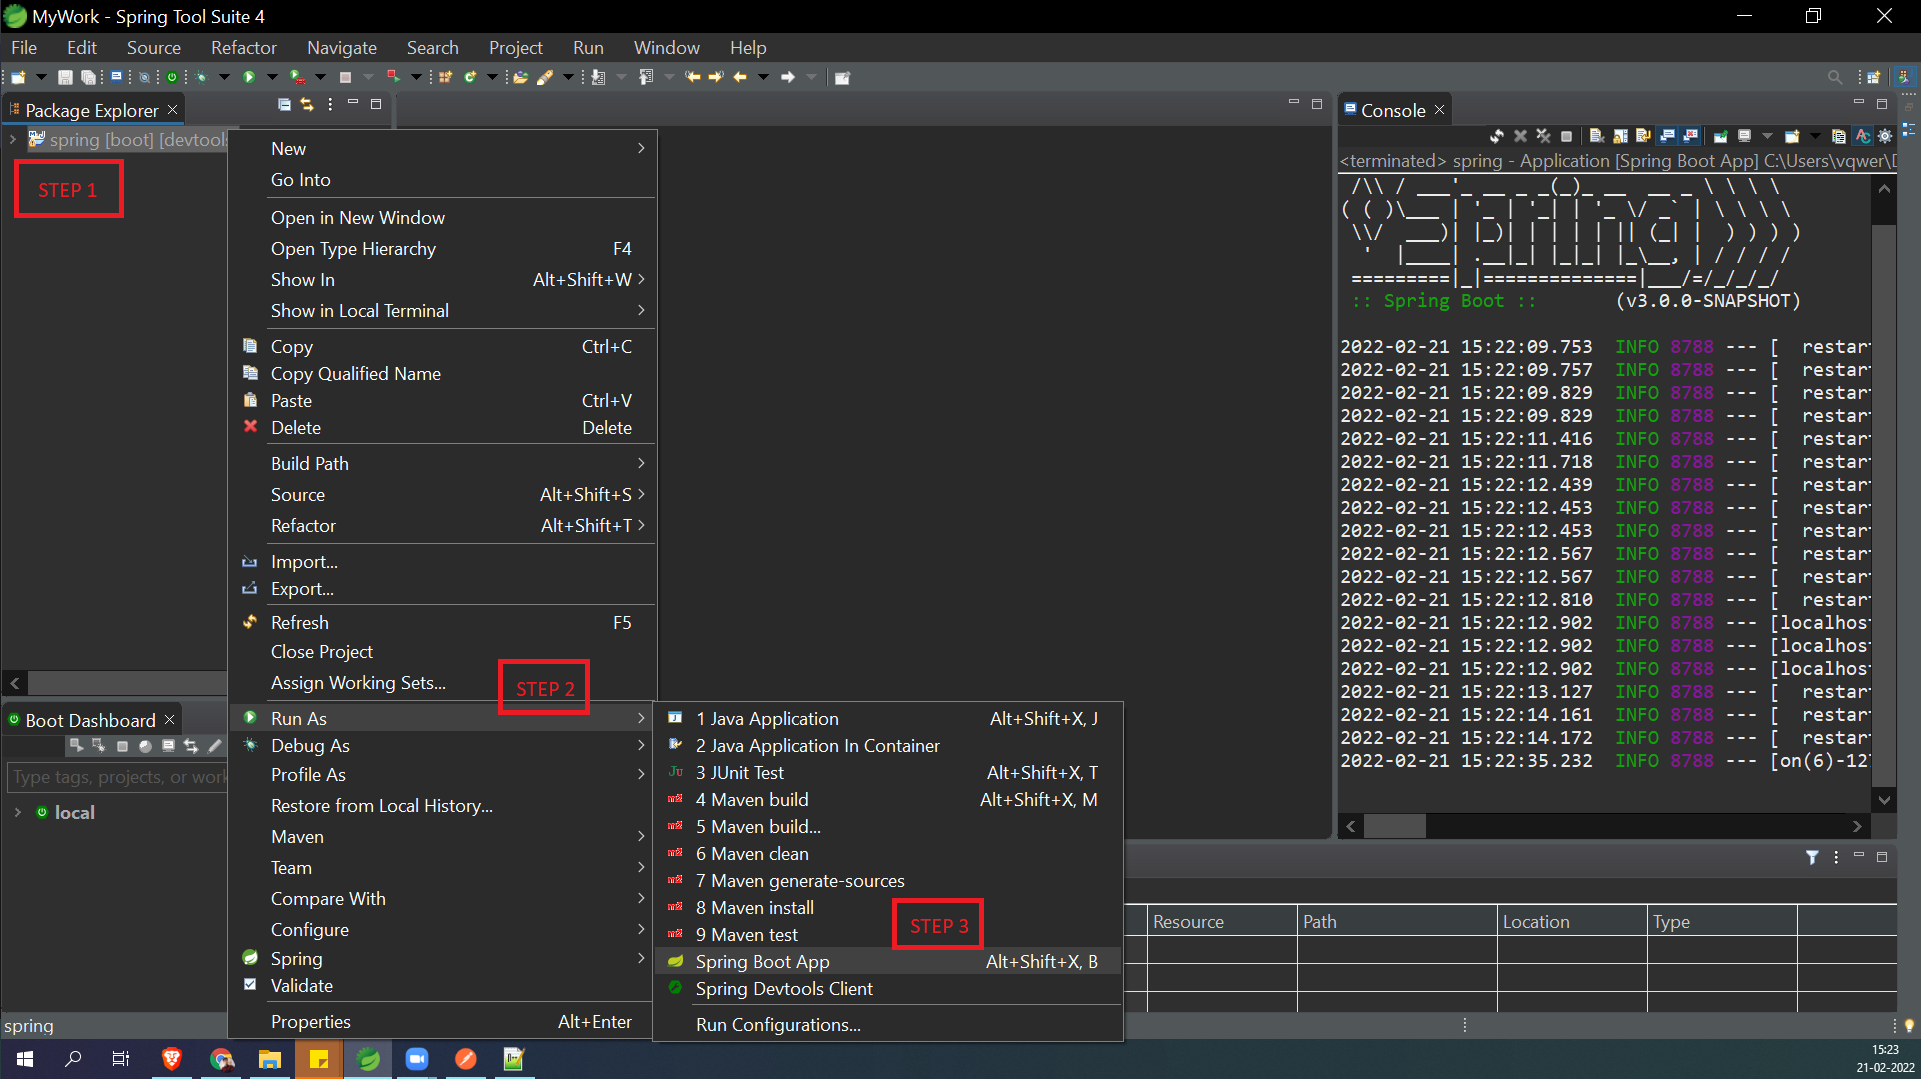 MyWork - Spring Tool Suite 4
File Edit Source Refactor Navigate Search Project Run Window Help
Package Explorer
spring [boot] [devtools
STEP 1
New
Go Into
Open in New Window
Open Type Hierarchy F4
Show In Alt+Shift+W
Show in Local Terminal
Copy Ctrl+C
Copy Qualified Name
Paste Ctrl+V
Delete Delete
Build Path
Source Alt+Shift+S
Refactor Alt+Shift+T
Import...
Export...
Refresh F5
Close Project
Assign Working Sets...
STEP 2
Run As
Debug As
Profile As
Restore from Local History...
Maven
Team
Compare With
Configure
Spring
Validate
Properties Alt+Enter
1 Java Application Alt+Shift+X, J
2 Java Application In Container
3 JUnit Test Alt+Shift+X, T
4 Maven build Alt+Shift+X, M
5 Maven build...
6 Maven clean
7 Maven generate-sources
8 Maven install
9 Maven test
STEP 3
Spring Boot App Alt+Shift+X, B
Spring Devtools Client
Run Configurations...
Boot Dashboard
Type tags, projects, or work
local
spring
Console
<terminated> spring - Application [Spring Boot App] C:\Users\vqwer\D
:: Spring Boot :: (v3.0.0-SNAPSHOT)
2022-02-21 15:22:09.753 INFO 8788 --- [ restar
2022-02-21 15:22:09.757 INFO 8788 --- [ restar
2022-02-21 15:22:09.829 INFO 8788 --- [ restar
2022-02-21 15:22:09.829 INFO 8788 --- [ restar
2022-02-21 15:22:11.416 INFO 8788 --- [ restar
2022-02-21 15:22:11.718 INFO 8788 --- [ restar
2022-02-21 15:22:12.439 INFO 8788 --- [ restar
2022-02-21 15:22:12.453 INFO 8788 --- [ restar
2022-02-21 15:22:12.453 INFO 8788 --- [ restar
2022-02-21 15:22:12.567 INFO 8788 --- [ restar
2022-02-21 15:22:12.567 INFO 8788 --- [ restar
2022-02-21 15:22:12.810 INFO 8788 --- [ restar
2022-02-21 15:22:12.902 INFO 8788 --- [localhos
2022-02-21 15:22:12.902 INFO 8788 --- [localhos
2022-02-21 15:22:12.902 INFO 8788 --- [localhos
2022-02-21 15:22:13.127 INFO 8788 --- [ restar
2022-02-21 15:22:14.161 INFO 8788 --- [ restar
2022-02-21 15:22:14.172 INFO 8788 --- [ restar
2022-02-21 15:22:35.232 INFO 8788 --- [on(6)-12
Resource Path Location Type
15:23
21-02-2022